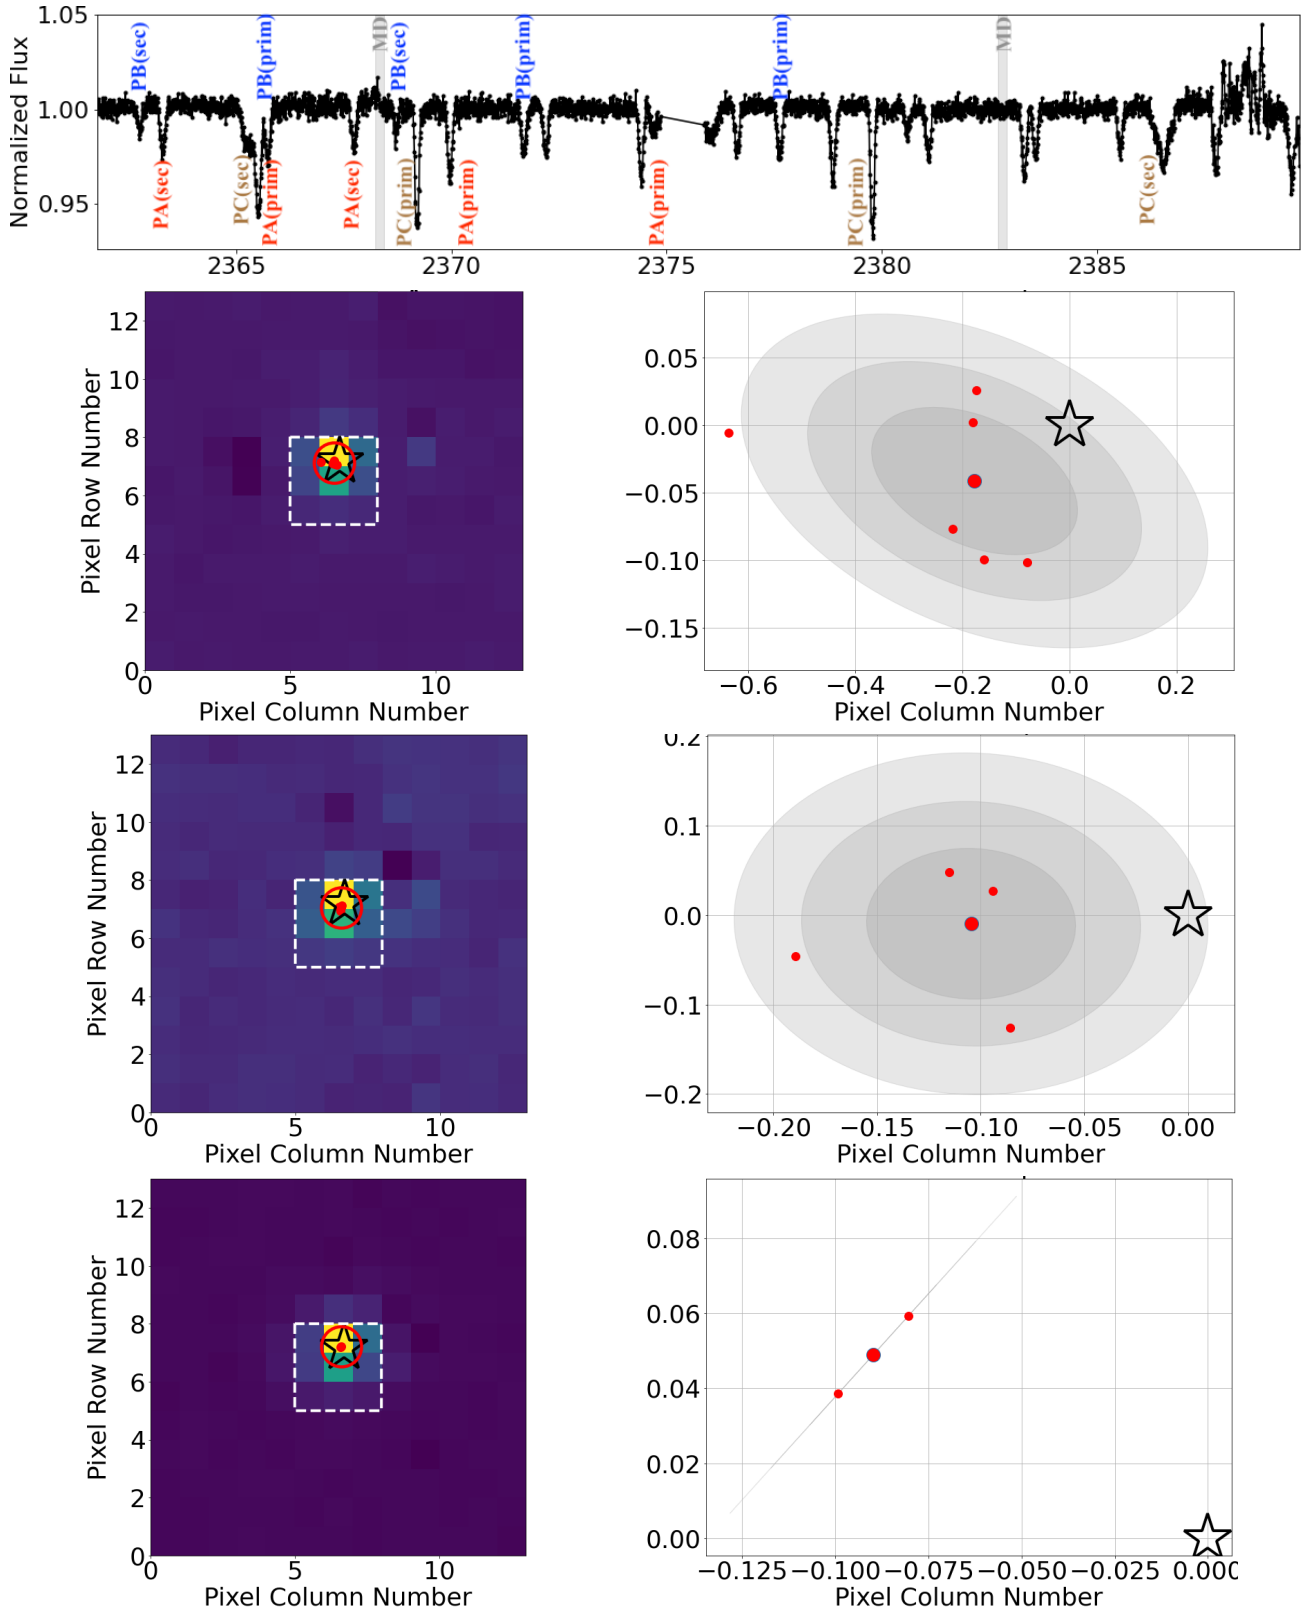 1.05
1.00
0.95
Normalized Flux
PB(sec)
PB(prim)
MD
PB(sec)
PB(prim)
PB(prim)
MD
PA(sec)
PC(sec)
PA(prim)
PA(sec)
PC(prim)
PA(prim)
PA(prim)
PC(prim)
PC(sec)
2365 2370 2375 2380 2385
12
10
8
6
4
2
0
Pixel Row Number
0 5 10
Pixel Column Number
0.05
0.00
−0.05
−0.10
−0.15
−0.6 −0.4 −0.2 0.0 0.2
Pixel Column Number
12
10
8
6
4
2
0
Pixel Row Number
0 5 10
Pixel Column Number
0.2
0.1
0.0
−0.1
−0.2
−0.20 −0.15 −0.10 −0.05 0.00
Pixel Column Number
12
10
8
6
4
2
0
Pixel Row Number
0 5 10
Pixel Column Number
0.08
0.06
0.04
0.02
0.00
−0.125 −0.100 −0.075 −0.050 −0.025 0.000
Pixel Column Number